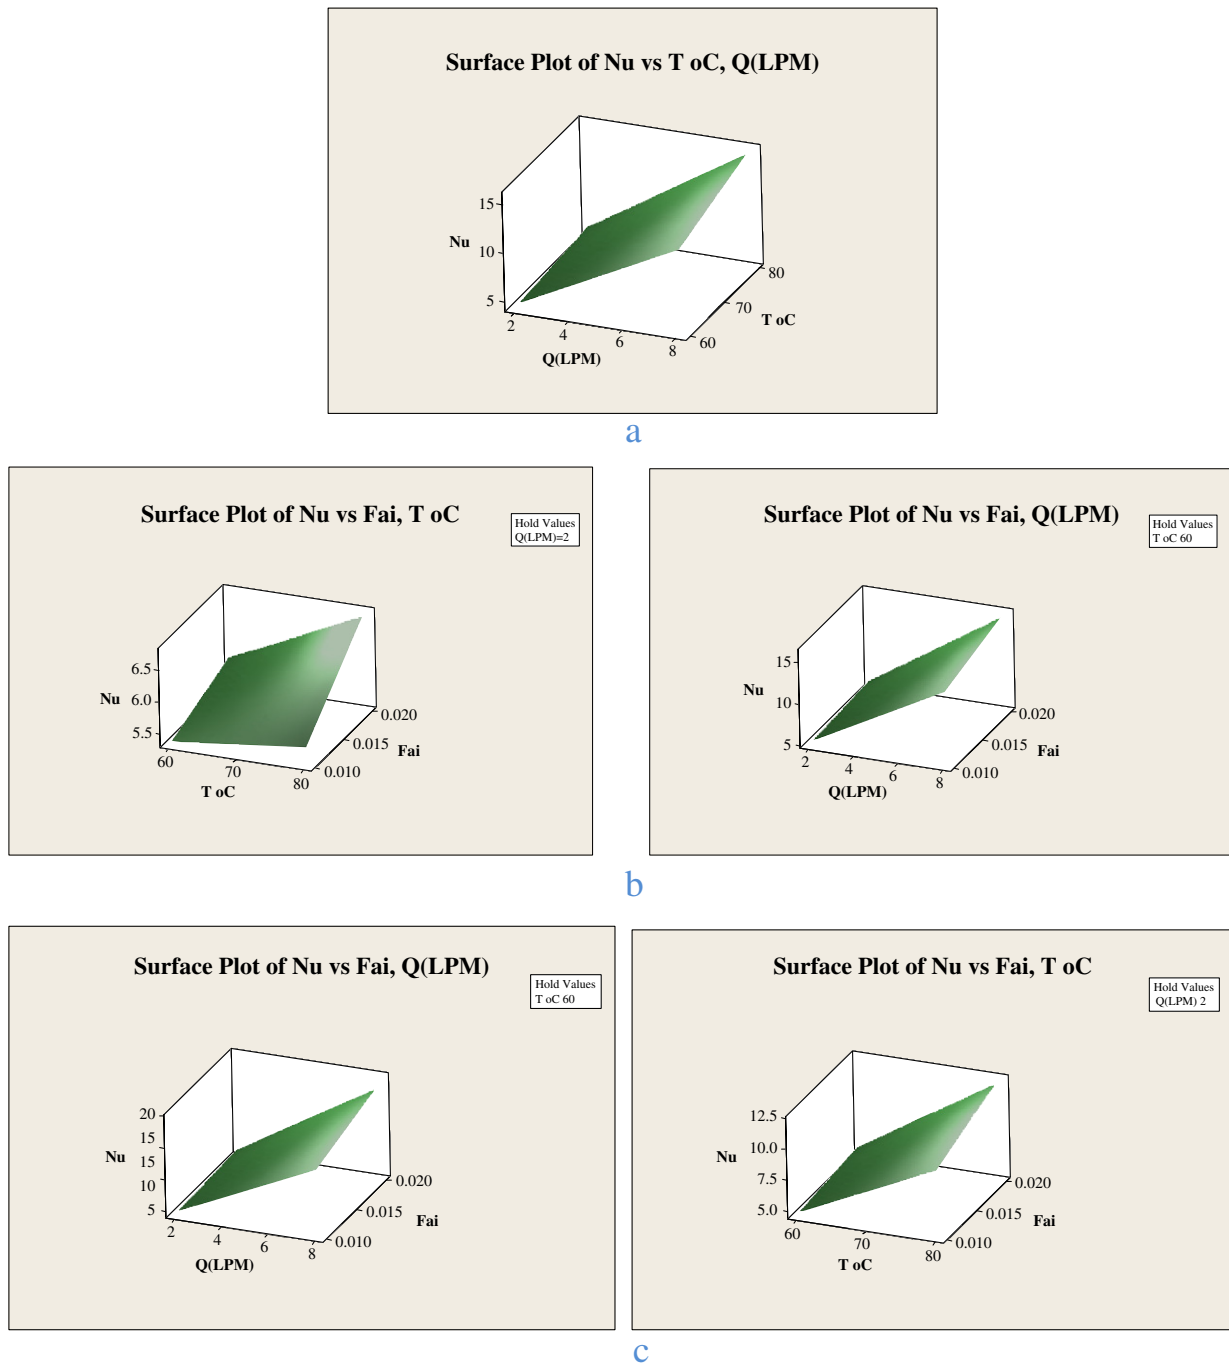 Surface Plot of Nu vs T oC, Q(LPM)
15
Nu
10
5
2
4
6
8
Q(LPM)
60
70
80
T oC
a
Surface Plot of Nu vs Fai, T oC
Hold Values
Q(LPM)=2
6.5
Nu
6.0
5.5
60
70
80
T oC
0.010
0.015
0.020
Fai
Surface Plot of Nu vs Fai, Q(LPM)
Hold Values
T oC 60
15
Nu
10
5
2
4
6
8
Q(LPM)
0.010
0.015
0.020
Fai
b
Surface Plot of Nu vs Fai, Q(LPM)
Hold Values
T oC 60
20
15
Nu
15
10
5
2
4
6
8
Q(LPM)
0.010
0.015
0.020
Fai
Surface Plot of Nu vs Fai, T oC
Hold Values
Q(LPM) 2
12.5
Nu
10.0
7.5
5.0
60
70
80
T oC
0.010
0.015
0.020
Fai
c